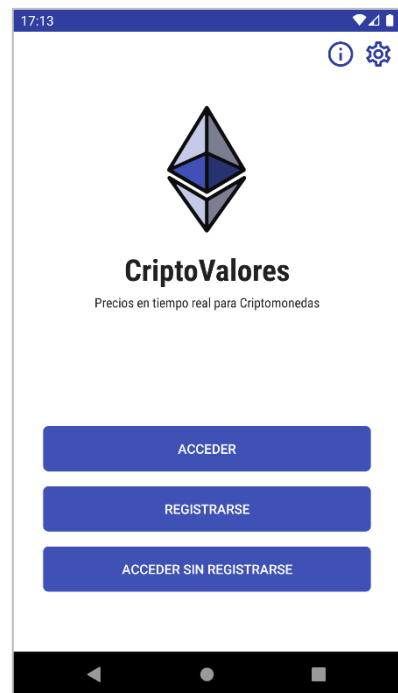 17:13
CriptoValores
Precios en tiempo real para Criptomonedas
ACCEDER
REGISTRARSE
ACCEDER SIN REGISTRARSE